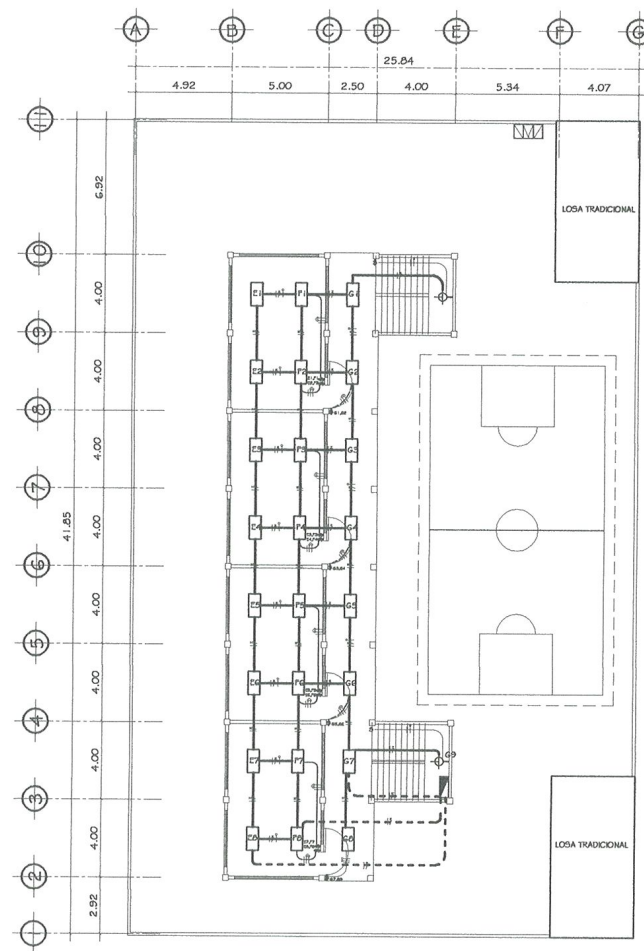 A B C D E F G
25.84
4.92 5.00 2.50 4.00 5.34 4.07
11
6.92
LOSA TRADICIONAL
10
4.00
E1 F1 G1
9
4.00
E2 F2 G2
8
4.00
E3 F3 G3
7
41.85
4.00
E4 F4 G4
6
4.00
E5 F5 G5
5
4.00
E6 F6 G6
4
4.00
G9
E7 F7 G7
3
4.00
E8 F8 G8
LOSA TRADICIONAL
2
2.92
1